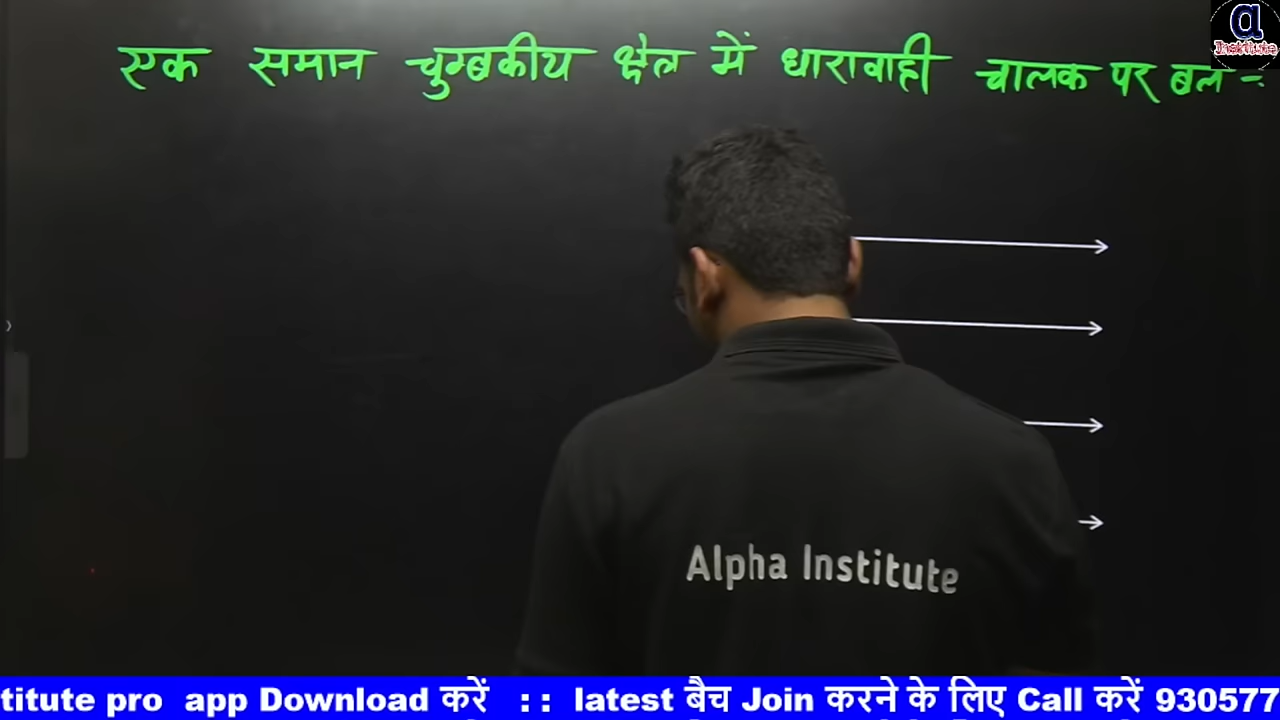 एक समान चुम्बकीय क्षेत्र में धारावाही चालक पर बल -:
a
Institute
Alpha Institute
titute pro app Download करें :: latest बैच Join करने के लिए Call करें 930577